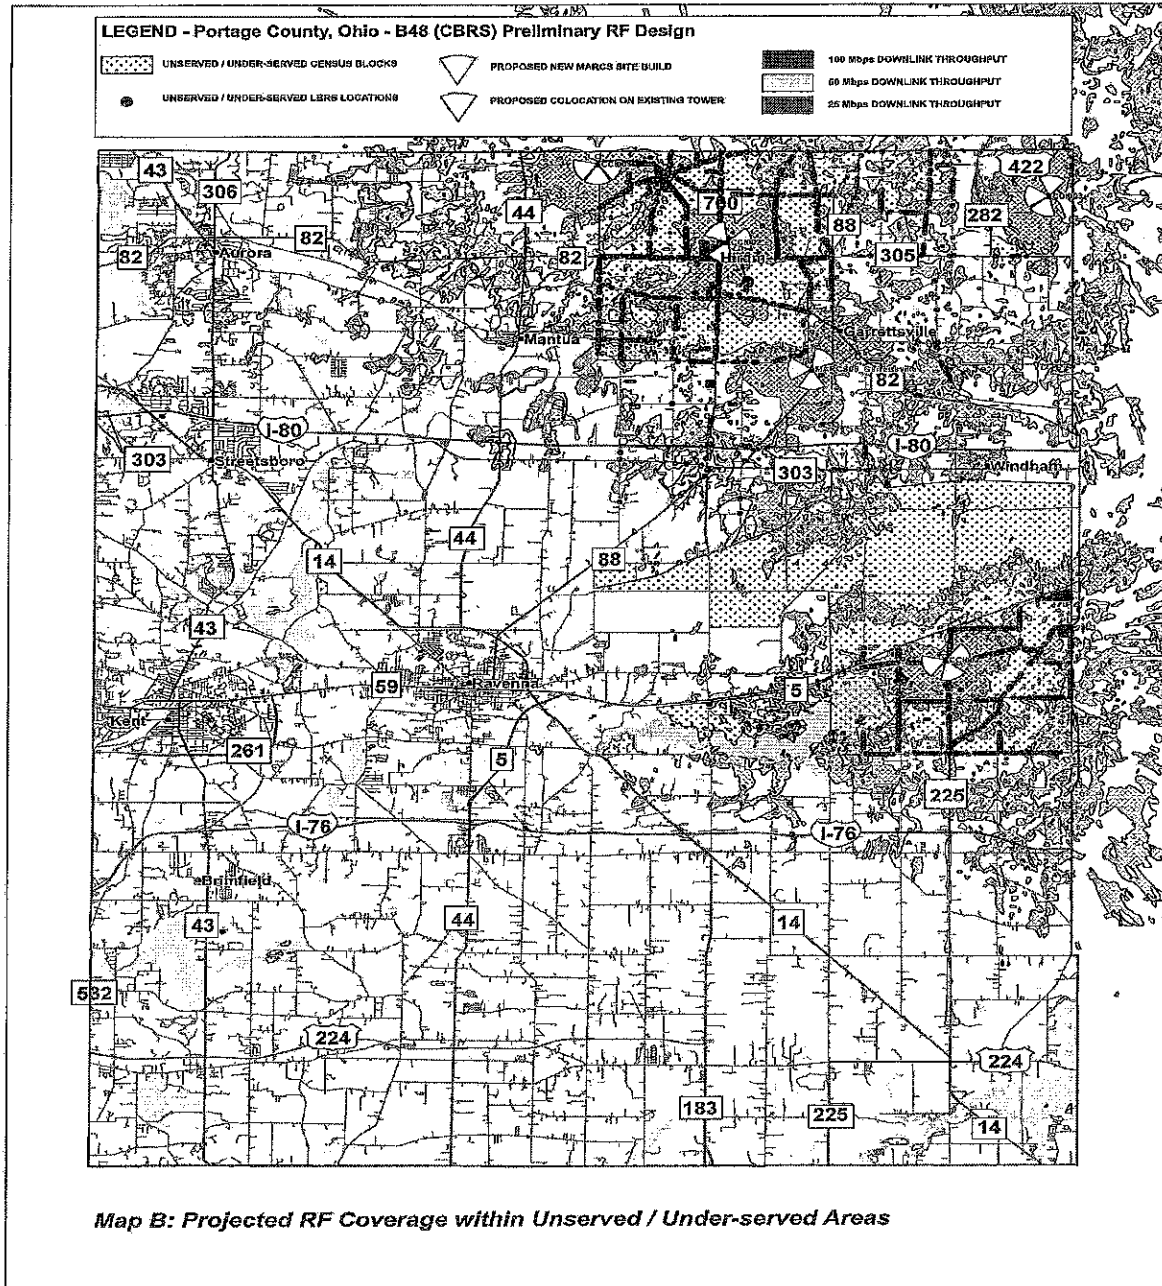 LEGEND - Portage County, Ohio - B48 (CBRS) Preliminary RF Design
UNSERVED / UNDER-SERVED CENSUS BLOCKS
PROPOSED NEW MARCS SITE BUILD
100 Mbps DOWNLINK THROUGHPUT
50 Mbps DOWNLINK THROUGHPUT
UNSERVED / UNDER-SERVED LBRS LOCATIONS
PROPOSED COLOCATION ON EXISTING TOWER
25 Mbps DOWNLINK THROUGHPUT
43
422
306
700
44
88
282
82
82
82
305
Aurora
Hiram
Mantua
Garrettsville
82
I-80
I-80
303
Streetsboro
303
Windham
44
14
88
43
59
Ravenna
5
Kent
261
5
225
I-76
I-76
Brimfield
43
44
14
532
224
224
183
225
14
Map B: Projected RF Coverage within Unserved / Under-served Areas